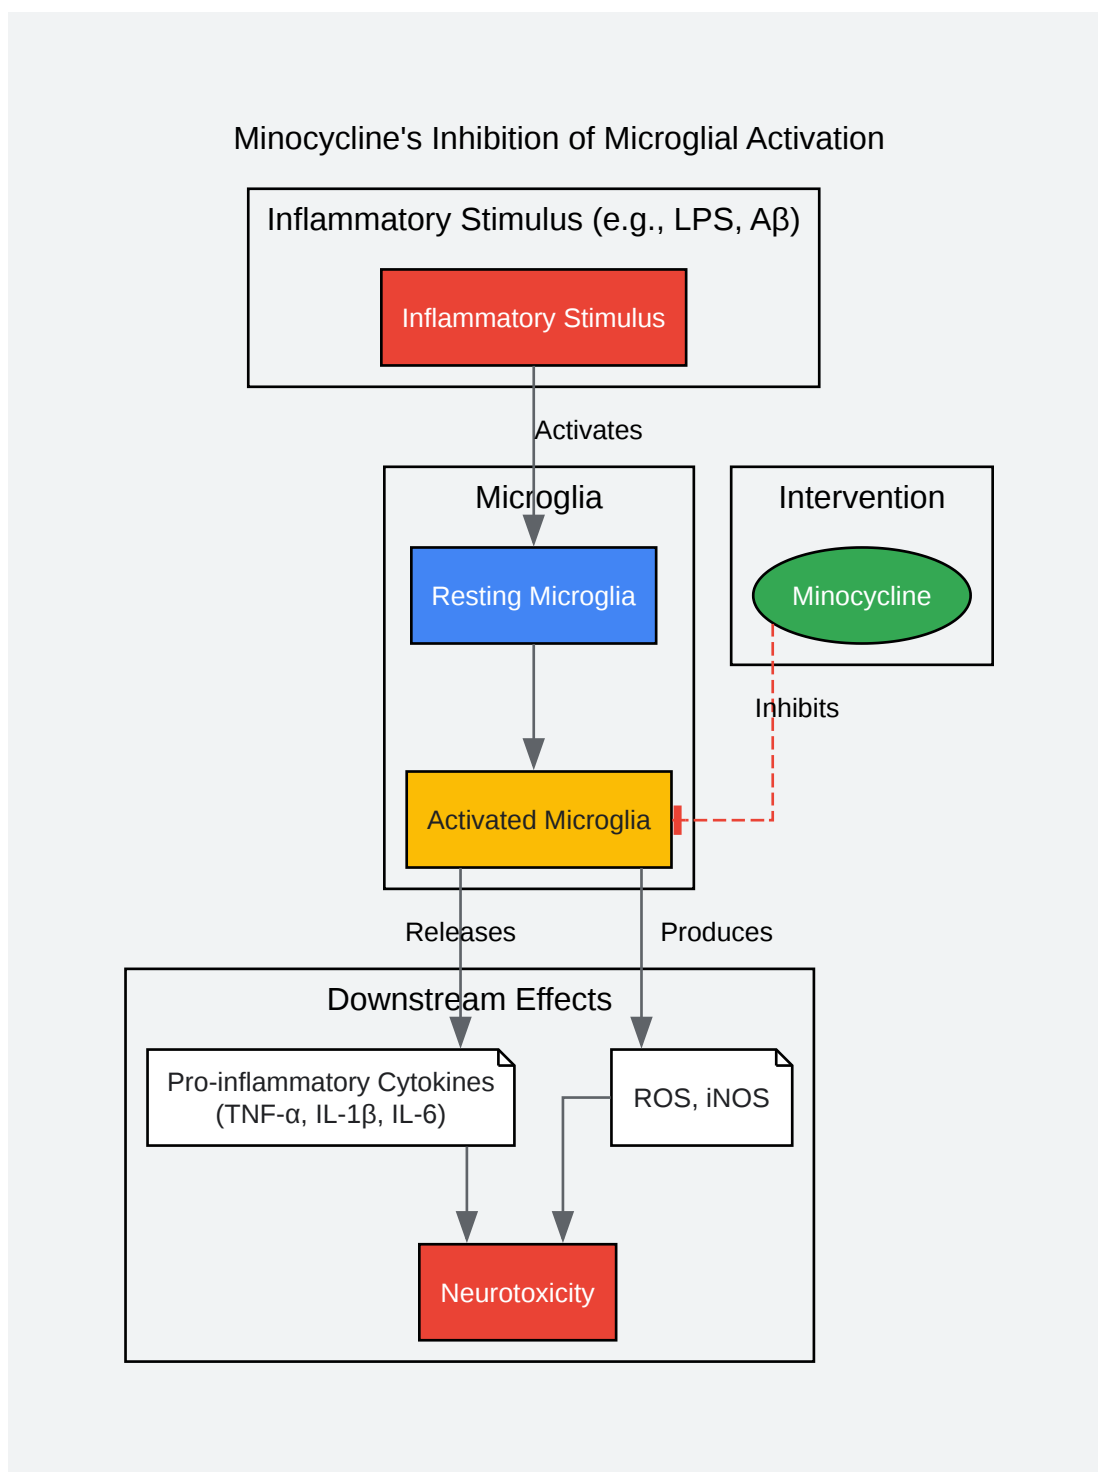 Minocycline's Inhibition of Microglial Activation
Inflammatory Stimulus (e.g., LPS, Aβ)
Inflammatory Stimulus
Activates
Microglia
Intervention
Resting Microglia
Minocycline
Inhibits
Activated Microglia
Releases
Produces
Downstream Effects
Pro-inflammatory Cytokines
(TNF-α, IL-1β, IL-6)
ROS, iNOS
Neurotoxicity